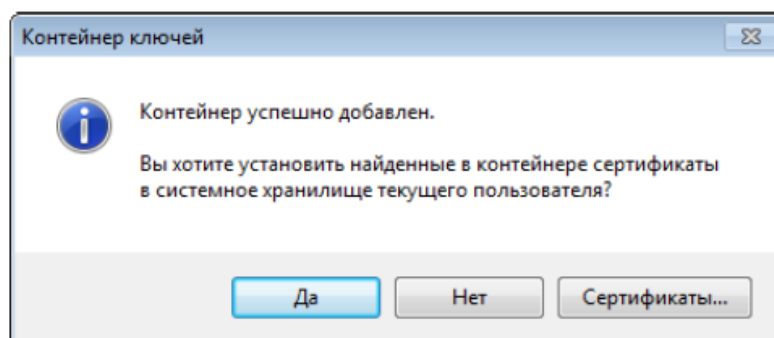 Контейнер ключей
Контейнер успешно добавлен.
Вы хотите установить найденные в контейнере сертификаты
в системное хранилище текущего пользователя?
Да
Нет
Сертификаты...